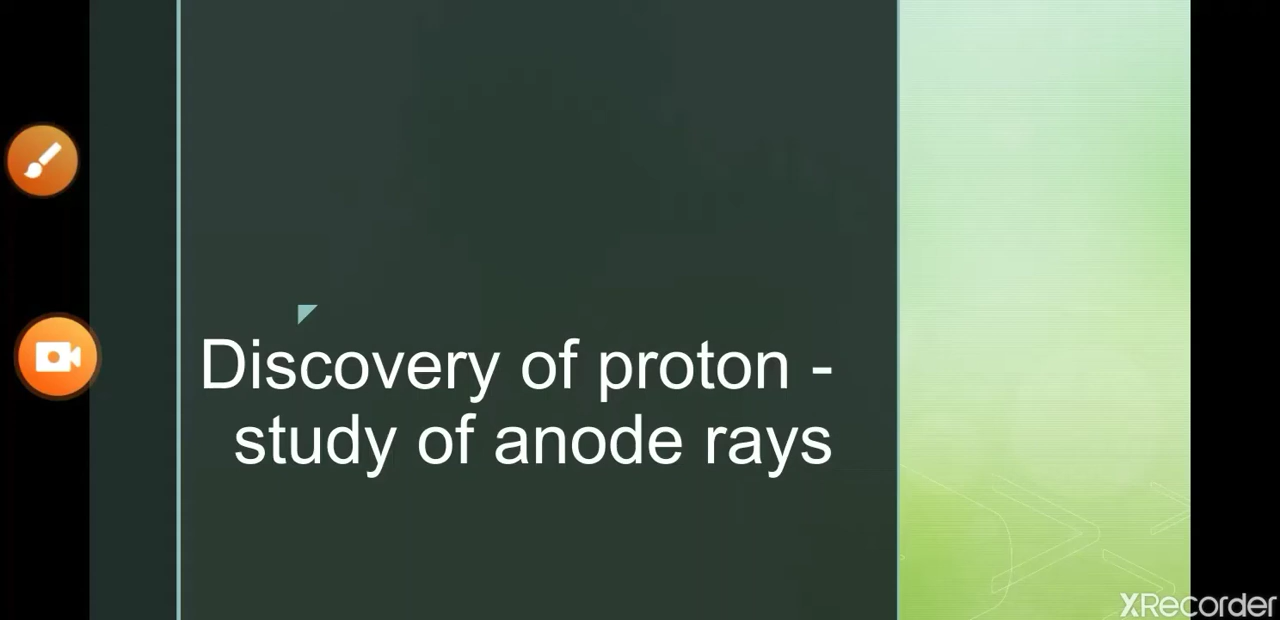 Discovery of proton -
study of anode rays
XRecorder